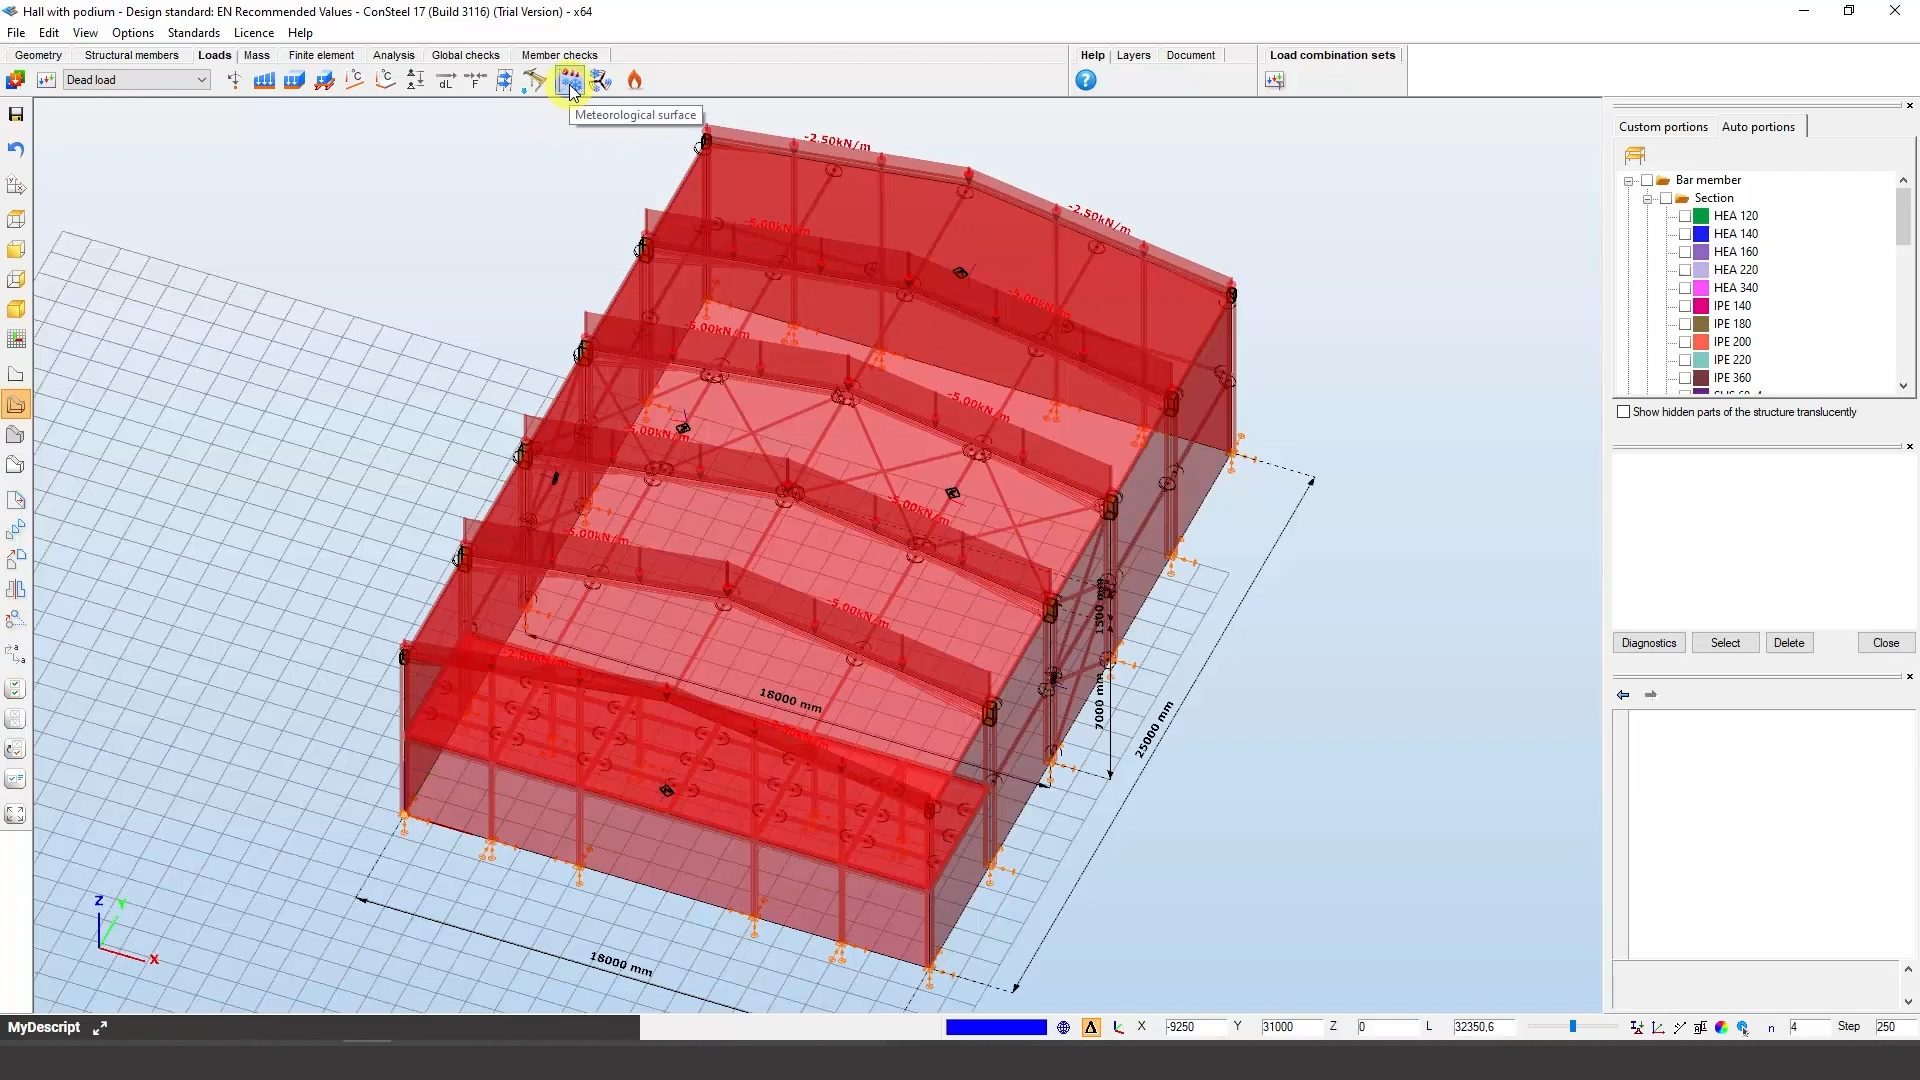 Hall with podium - Design standard: EN Recommended Values - ConSteel 17 (Build 3116) (Trial Version) - x64
File Edit View Options Standards Licence Help
Geometry Structural members Loads Mass Finite element Analysis Global checks Member checks Help Layers Document Load combination sets
Dead load
Meteorological surface
Custom portions Auto portions
Bar member
Section
HEA 120
HEA 140
HEA 160
HEA 220
HEA 340
IPE 140
IPE 180
IPE 200
IPE 220
IPE 360
Show hidden parts of the structure translucently
Diagnostics Select Delete Close
-2.50kN/m
-2.50kN/m
-5.00kN/m
-5.00kN/m
-5.00kN/m
-5.00kN/m
-5.00kN/m
-5.00kN/m
-5.00kN/m
-5.00kN/m
18000 mm
1500 mm
7000 mm
25000 mm
18000 mm
Z Y X
MyDescript X -9250 Y 31000 Z 0 L 32350,6 n 4 Step 250